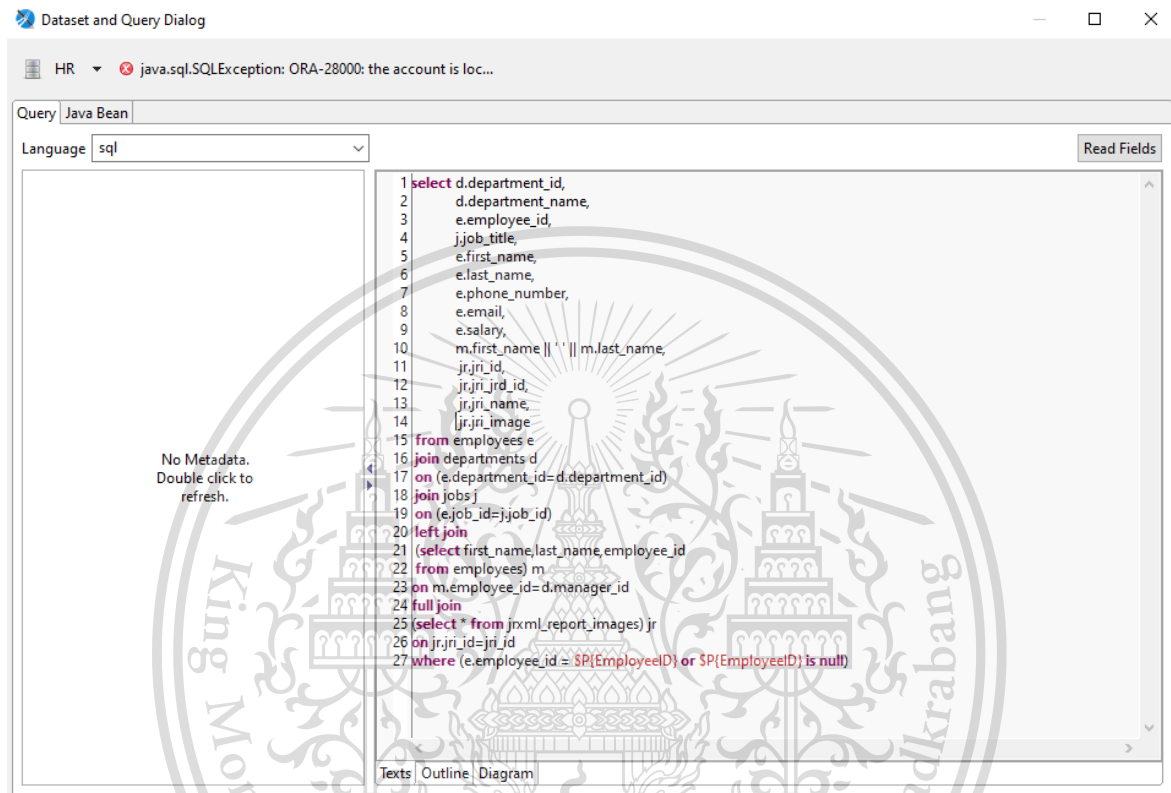 Dataset and Query Dialog
HR java.sql.SQLException: ORA-28000: the account is loc...
Query Java Bean
Language sql Read Fields
1 select d.department_id,
2 d.department_name,
3 e.employee_id,
4 j.job_title,
5 e.first_name,
6 e.last_name,
7 e.phone_number,
8 e.email,
9 e.salary,
10 m.first_name || ' ' || m.last_name,
11 jr.jri_id,
12 jr.jri_jrd_id,
13 jr.jri_name,
14 jr.jri_image
15 from employees e
16 join departments d
17 on (e.department_id=d.department_id)
18 join jobs j
19 on (e.job_id=j.job_id)
20 left join
21 (select first_name,last_name,employee_id
22 from employees) m
23 on m.employee_id=d.manager_id
24 full join
25 (select * from jrxml_report_images) jr
26 on jr.jri_id=jri_id
27 where (e.employee_id = $P{EmployeeID} or $P{EmployeeID} is null)
No Metadata.
Double click to
refresh.
Texts Outline Diagram
King